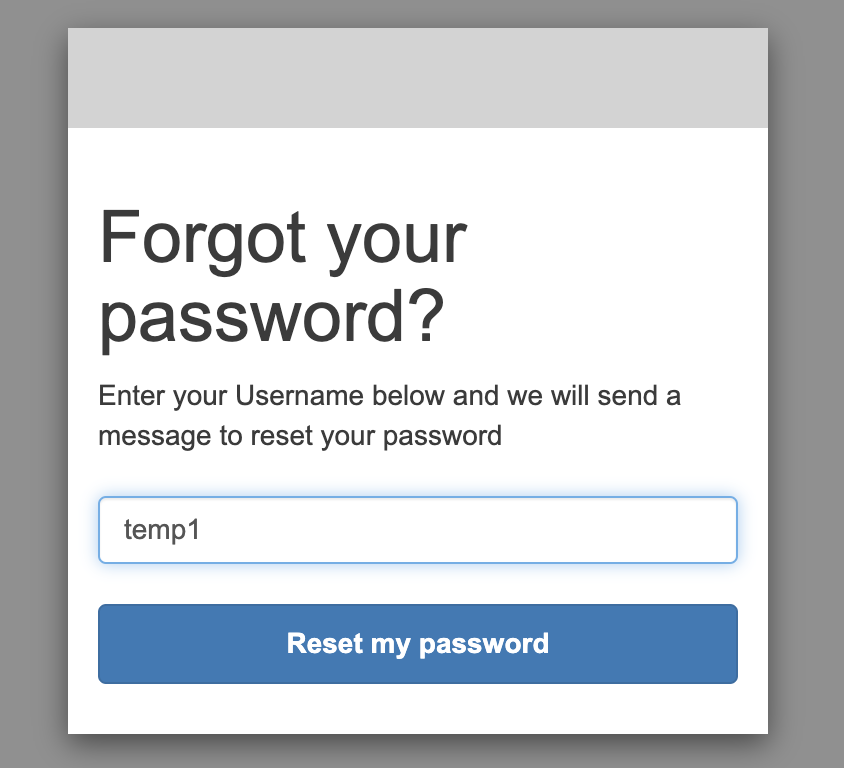 Forgot your
password?
Enter your Username below and we will send a
message to reset your password
temp1
Reset my password